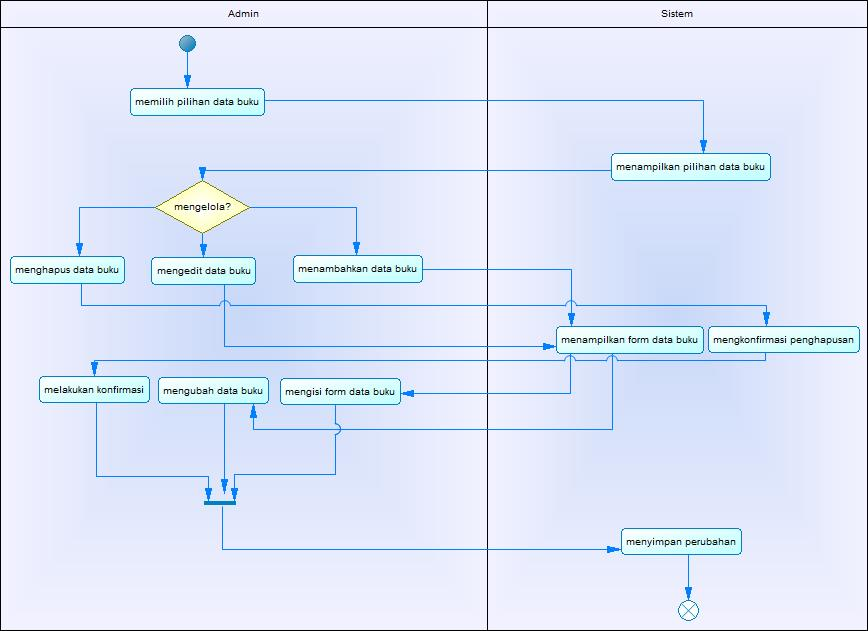 Admin
Sistem
memilih pilihan data buku
menampilkan pilihan data buku
mengelola?
menghapus data buku
mengedit data buku
menambahkan data buku
menampilkan form data buku
mengkonfirmasi penghapusan
melakukan konfirmasi
mengubah data buku
mengisi form data buku
menyimpan perubahan